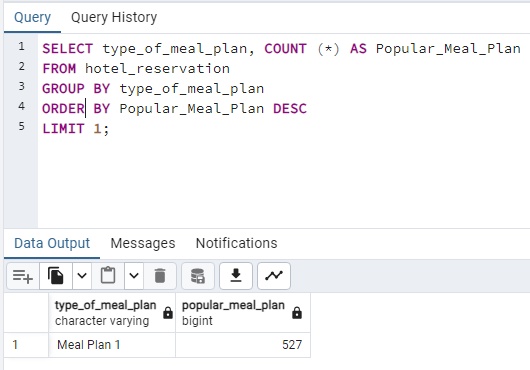 Query Query History
1 SELECT type_of_meal_plan, COUNT (*) AS Popular_Meal_Plan
2 FROM hotel_reservation
3 GROUP BY type_of_meal_plan
4 ORDER BY Popular_Meal_Plan DESC
5 LIMIT 1;
Data Output Messages Notifications
type_of_meal_plan popular_meal_plan
character varying bigint
1 Meal Plan 1 527